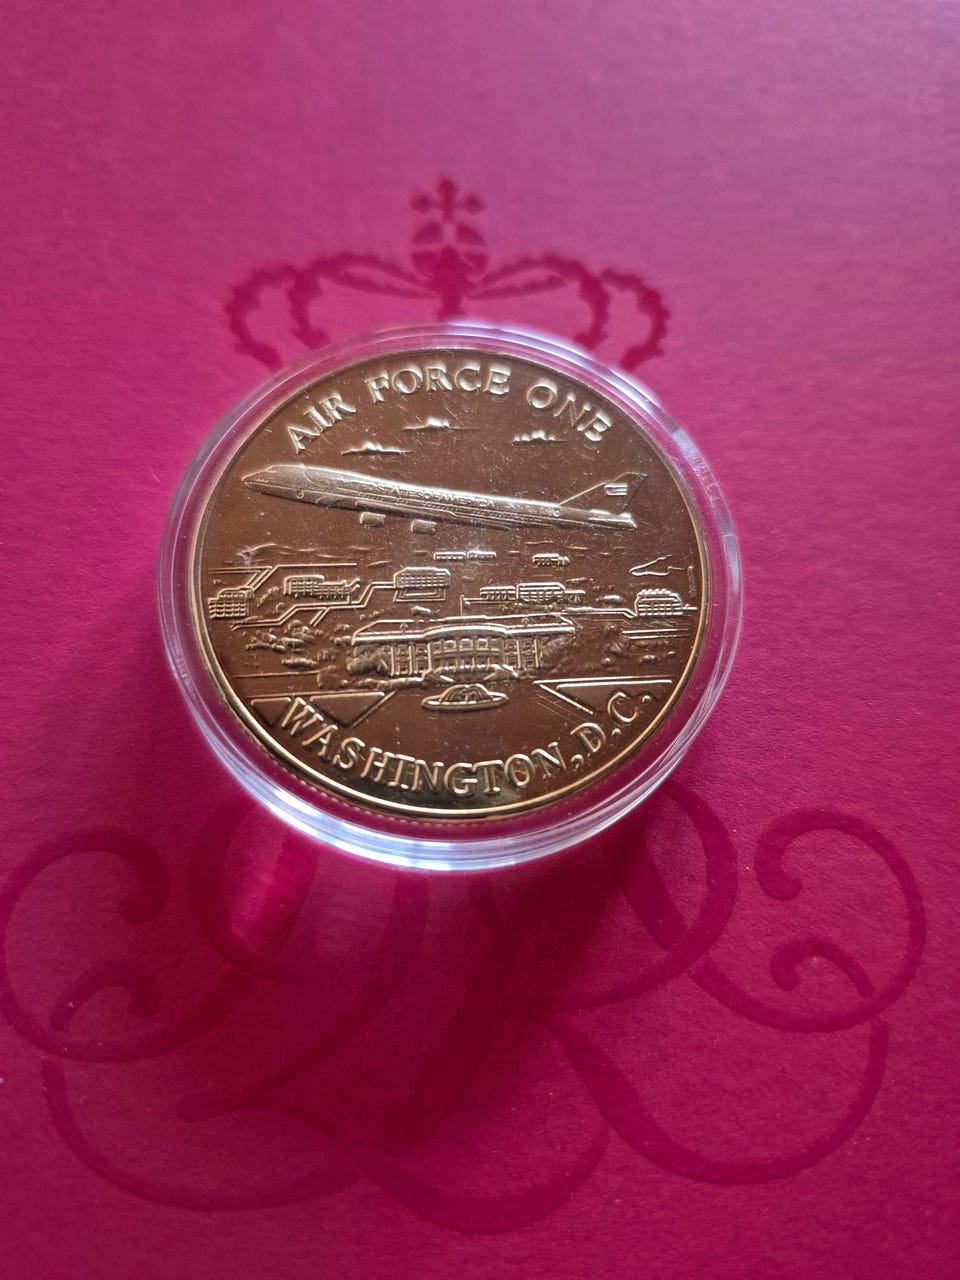 AIR FORCE ONE
UNITED STATES OF AMERICA
WASHINGTON, D.C.